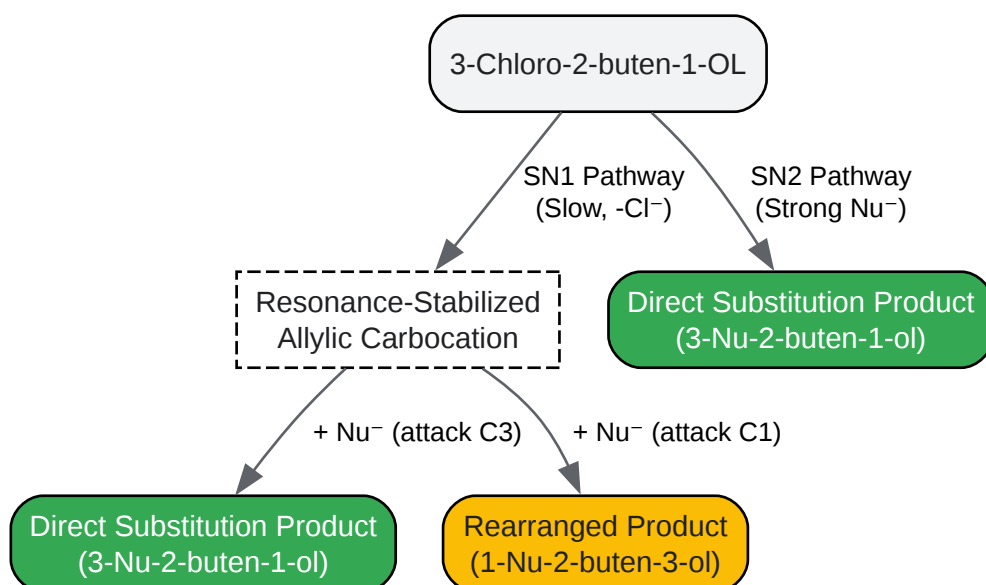 3-Chloro-2-buten-1-OL
SN1 Pathway
(Slow, -Cl⁻)
SN2 Pathway
(Strong Nu⁻)
Resonance-Stabilized
Allylic Carbocation
Direct Substitution Product
(3-Nu-2-buten-1-ol)
+ Nu⁻ (attack C3)
+ Nu⁻ (attack C1)
Direct Substitution Product
(3-Nu-2-buten-1-ol)
Rearranged Product
(1-Nu-2-buten-3-ol)